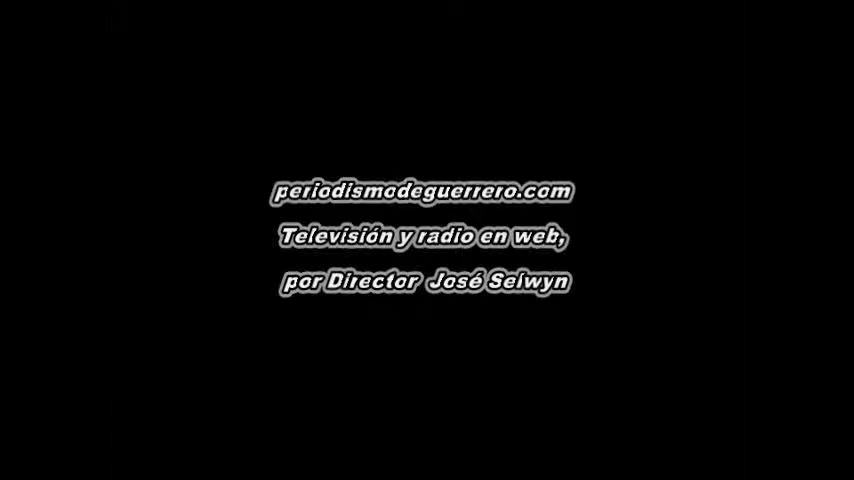 periodismodeguerrero.com
Televisión y radio en web,
por Director José Selwyn